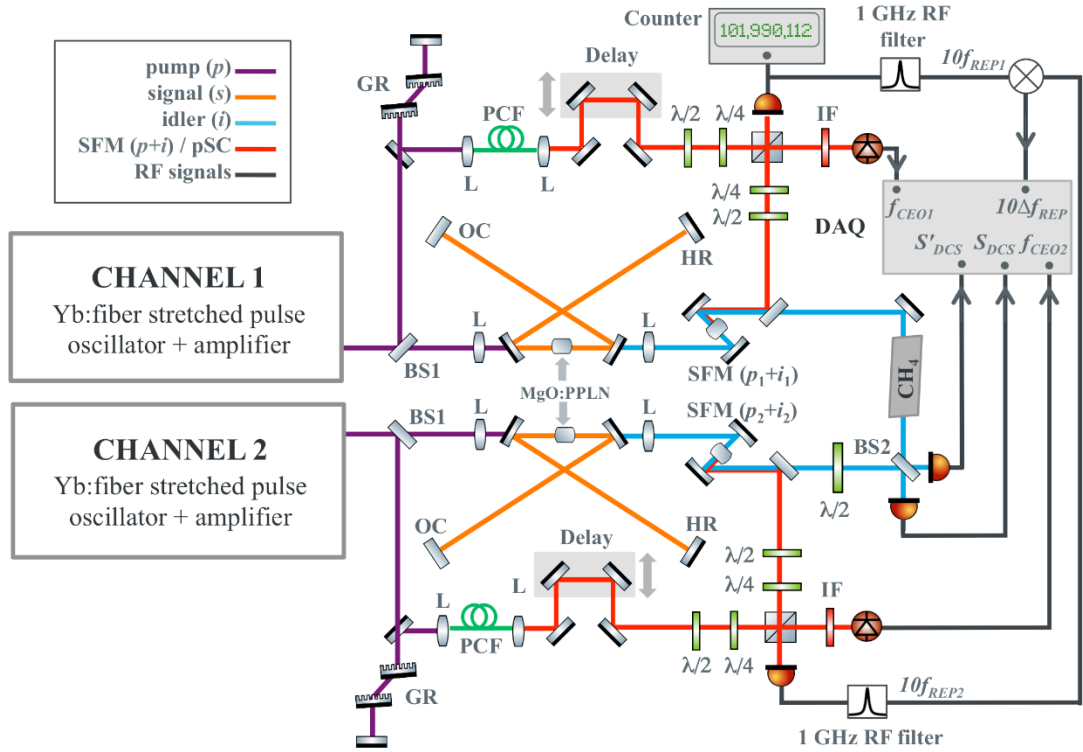 Counter
101,990,112
1 GHz RF
filter
10f_REP1
pump (p)
signal (s)
idler (i)
SFM (p+i) / pSC
RF signals
GR
PCF
L
L
Delay
λ/2
λ/4
IF
λ/4
λ/2
f_CEO1
10Δf_REP
DAQ
S'_DCS
S_DCS
f_CEO2
OC
HR
CHANNEL 1
Yb:fiber stretched pulse
oscillator + amplifier
BS1
L
L
SFM (p₁+i₁)
CH₄
MgO:PPLN
SFM (p₂+i₂)
CHANNEL 2
Yb:fiber stretched pulse
oscillator + amplifier
BS1
L
L
BS2
λ/2
OC
HR
Delay
λ/2
λ/4
L
L
PCF
IF
λ/2
λ/4
GR
10f_REP2
1 GHz RF filter